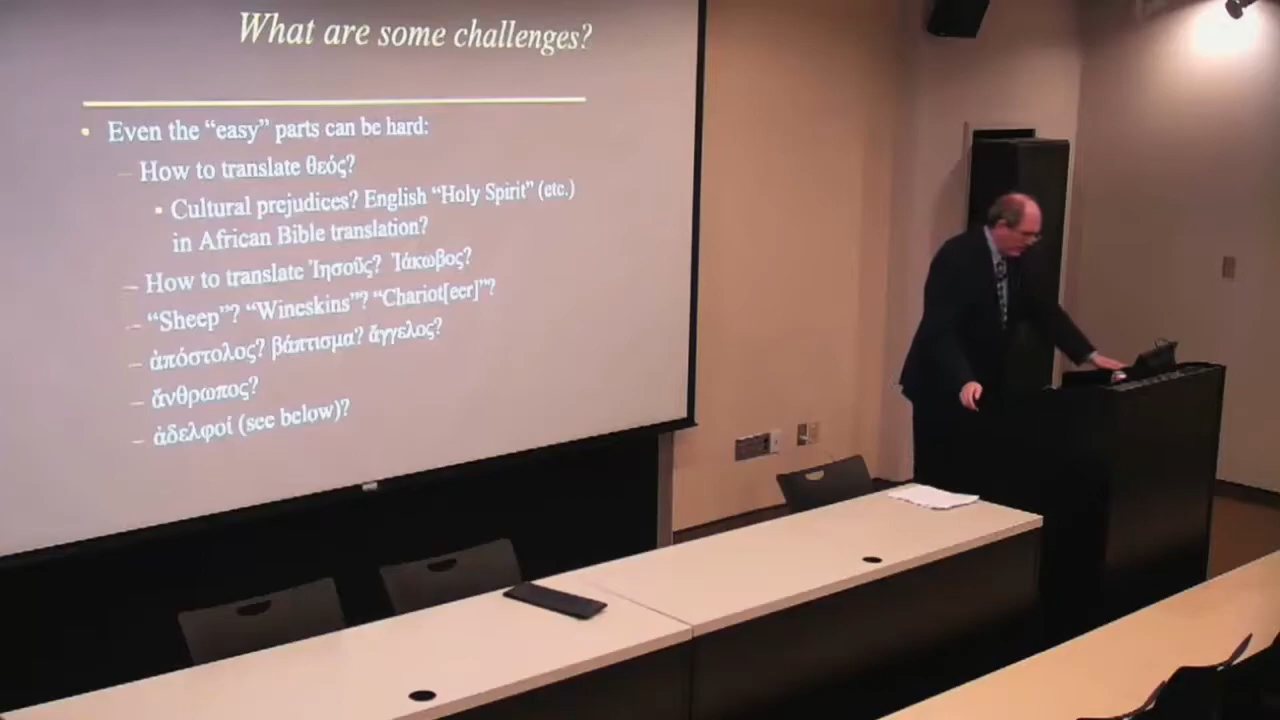 What are some challenges?
• Even the “easy” parts can be hard:
– How to translate θεός?
• Cultural prejudices? English “Holy Spirit” (etc.)
in African Bible translation?
– How to translate Ἰησοῦς? Ἰάκωβος?
– “Sheep”? “Wineskins”? “Chariot[eer]”?
– ἀπόστολος? βάπτισμα? ἄγγελος?
– ἄνθρωπος?
– ἀδελφοί (see below)?